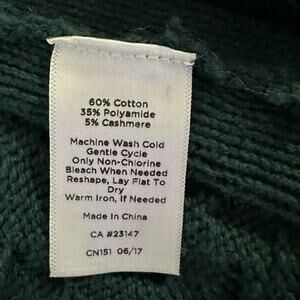 60% Cotton
35% Polyamide
5% Cashmere
Machine Wash Cold
Gentle Cycle
Only Non-Chlorine
Bleach When Needed
Reshape, Lay Flat To
Dry
Warm Iron, If Needed
Made In China
CA #23147
CN151 06/17